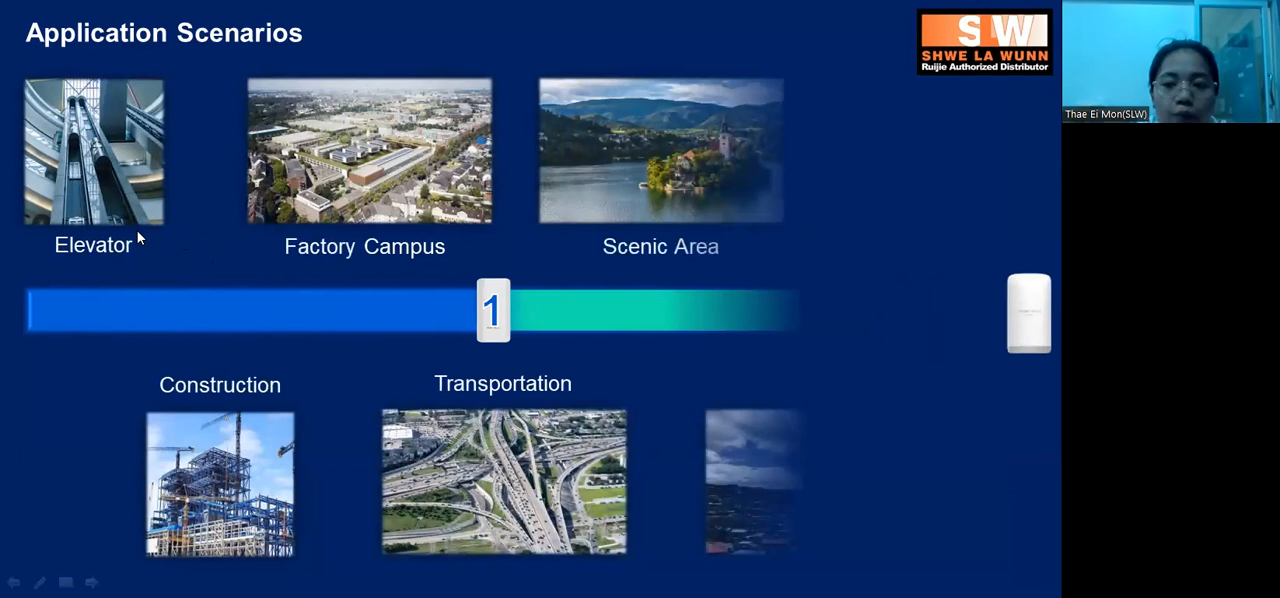 Application Scenarios
SLW
SHWE LA WUNN
Ruijie Authorized Distributor
Thae Ei Mon(SLW)
Elevator
Factory Campus
Scenic Area
1
Construction
Transportation